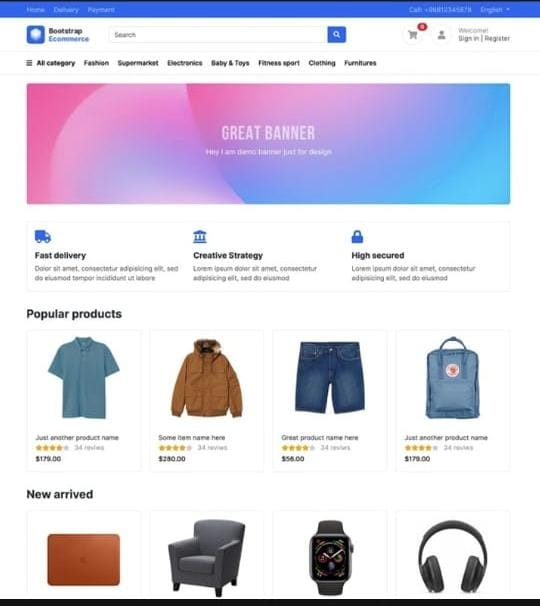 Home Delivery Payment Call: +99812345678 English
Bootstrap
Ecommerce
Search
0
Welcome!
Sign in | Register
All category Fashion Supermarket Electronics Baby & Toys Fitness sport Clothing Furnitures
GREAT BANNER
Hey I am demo banner just for design
Fast delivery
Dolor sit amet, consectetur adipisicing elit, sed
do eiusmod tempor incididunt ut labore
Creative Strategy
Lorem ipsum dolor sit amet, consectetur
adipisicing elit, sed do eiusmod
High secured
Lorem ipsum dolor sit amet, consectetur
adipisicing elit, sed do eiusmod
Popular products
Just another product name
34 reviws
$179.00
Some item name here
34 reviws
$280.00
Great product name here
34 reviws
$56.00
Just another product name
34 reviws
$179.00
New arrived